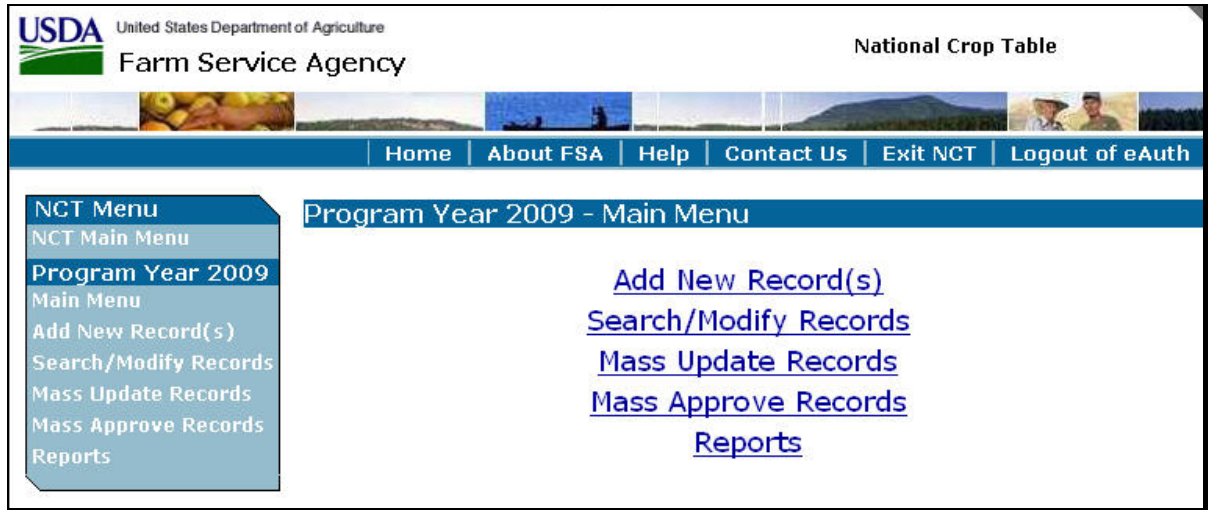 USDA United States Department of Agriculture
Farm Service Agency
National Crop Table
Home | About FSA | Help | Contact Us | Exit NCT | Logout of eAuth
NCT Menu
NCT Main Menu
Program Year 2009
Main Menu
Add New Record(s)
Search/Modify Records
Mass Update Records
Mass Approve Records
Reports
Program Year 2009 - Main Menu
Add New Record(s)
Search/Modify Records
Mass Update Records
Mass Approve Records
Reports